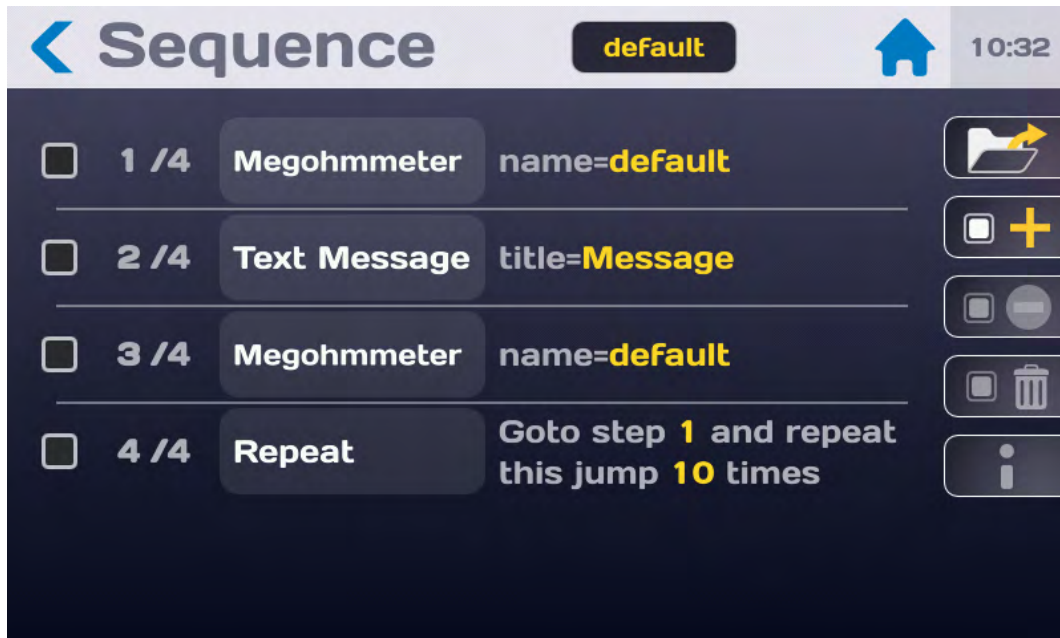 Sequence default 10:32
1 /4 Megohmmeter name=default
2 /4 Text Message title=Message
3 /4 Megohmmeter name=default
4 /4 Repeat Goto step 1 and repeat
this jump 10 times